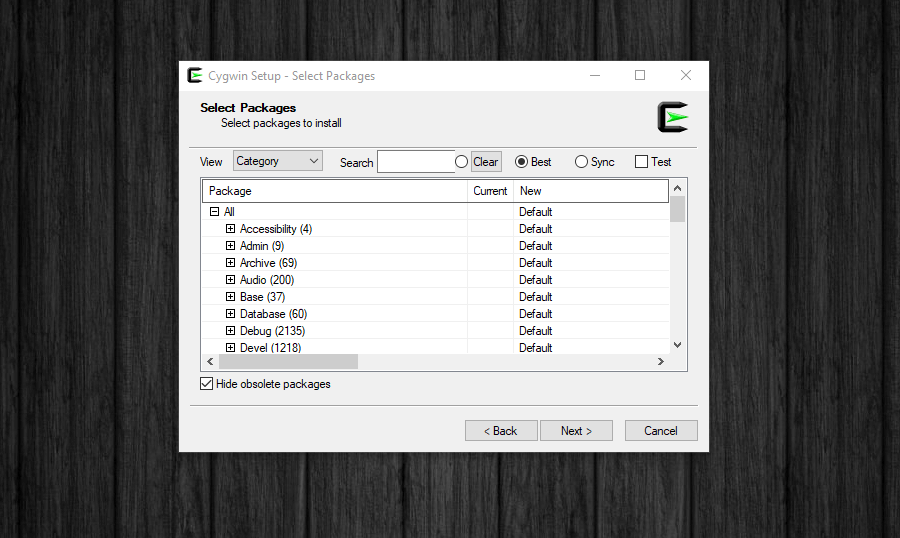 Cygwin Setup - Select Packages
Select Packages
Select packages to install
View Category Search Clear Best Sync Test
Package Current New
All Default
Accessibility (4) Default
Admin (9) Default
Archive (69) Default
Audio (200) Default
Base (37) Default
Database (60) Default
Debug (2135) Default
Devel (1218) Default
Hide obsolete packages
< Back Next > Cancel